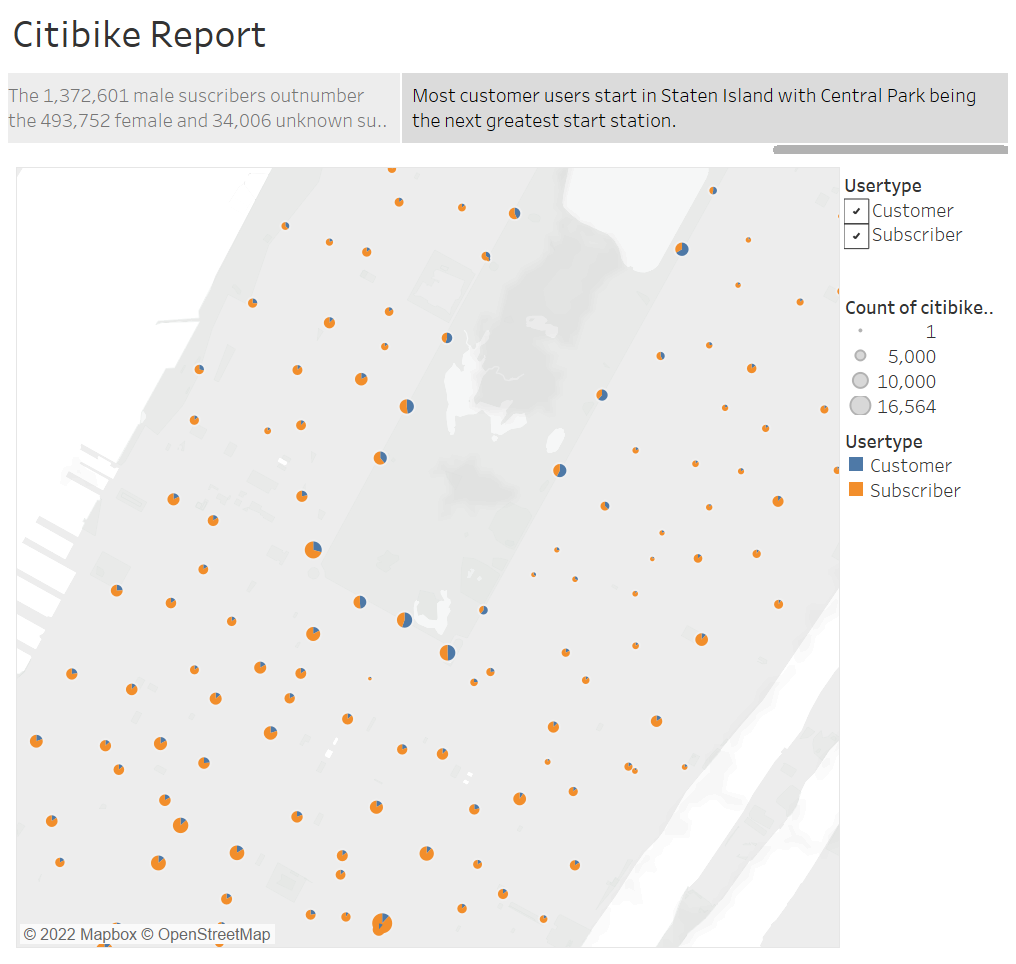 Citibike Report
The 1,372,601 male suscribers outnumber
the 493,752 female and 34,006 unknown su..
Most customer users start in Staten Island with Central Park being
the next greatest start station.
Usertype
Customer
Subscriber
Count of citibike..
1
5,000
10,000
16,564
Usertype
Customer
Subscriber
© 2022 Mapbox © OpenStreetMap